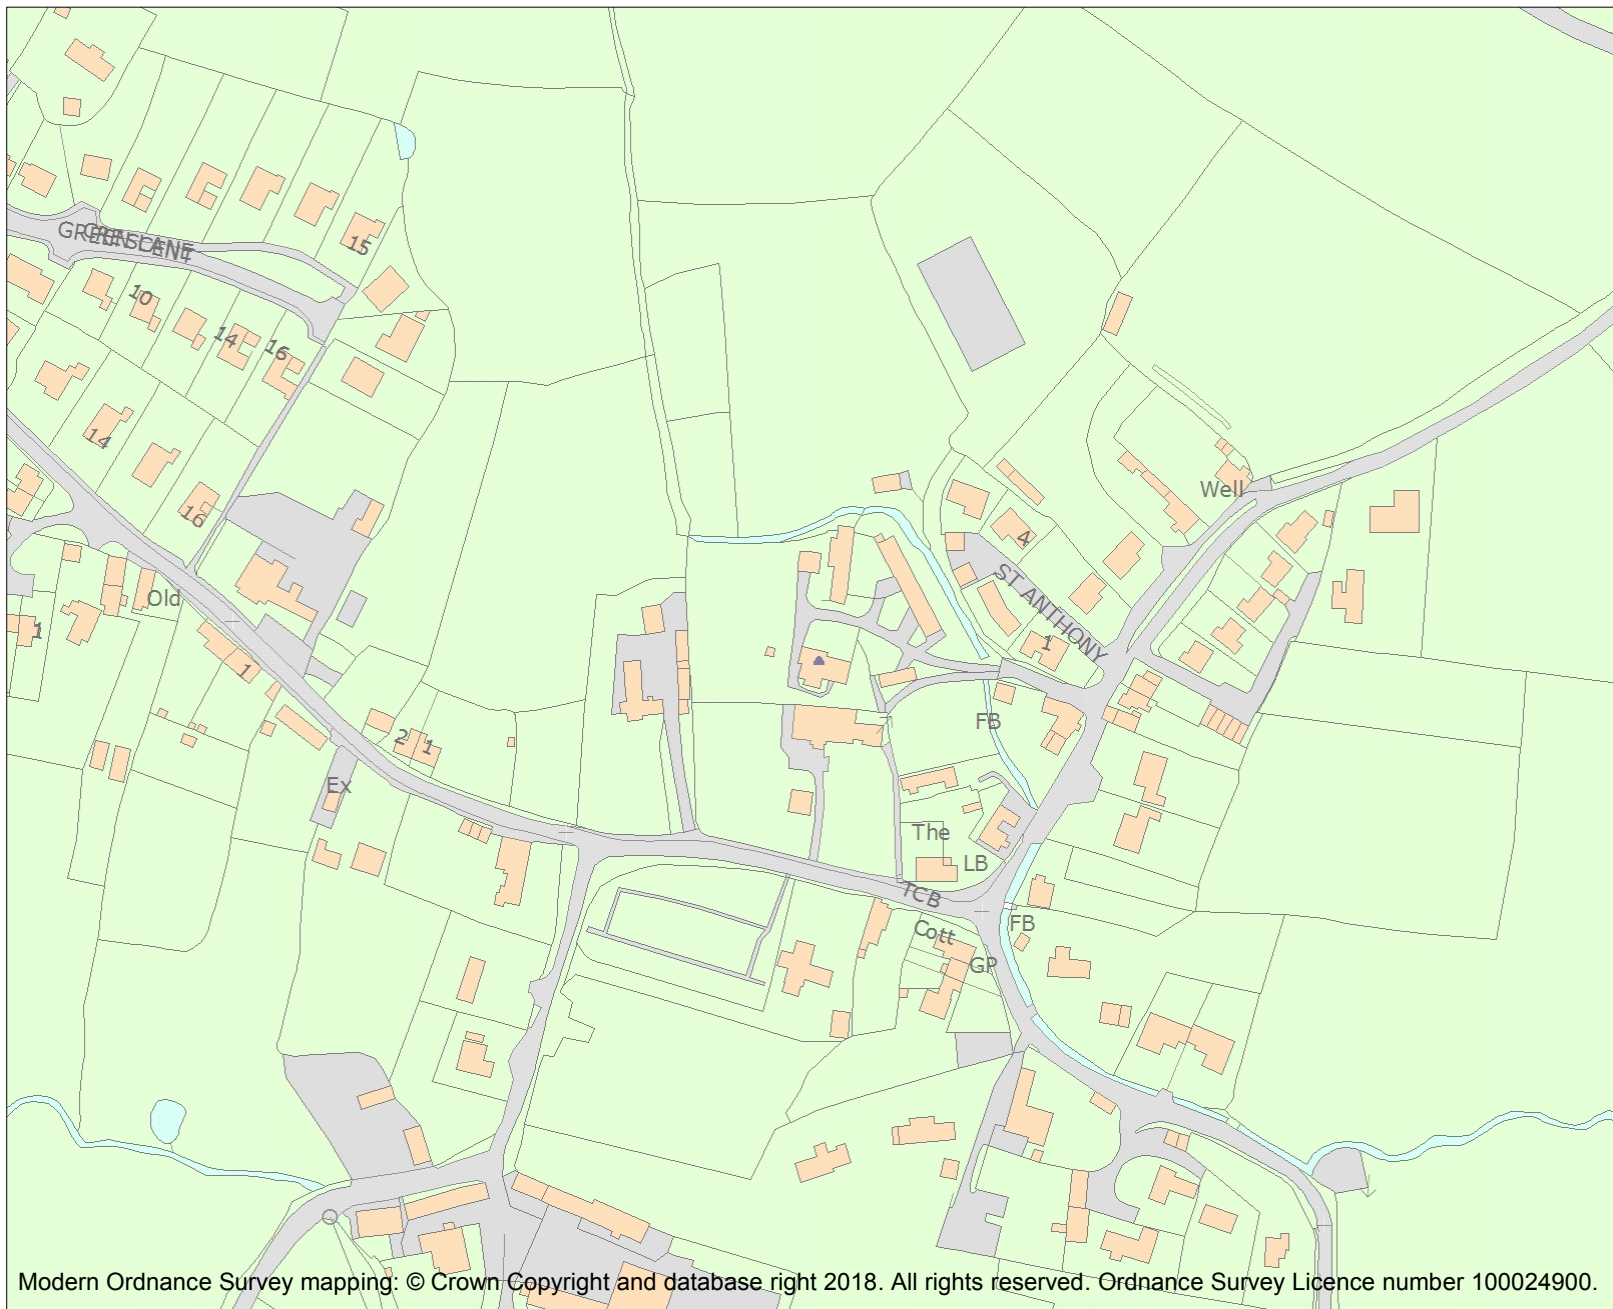 GREEN LANE
CRESCENT
15
10
14
16
14
16
Well
4
ST ANTHONY
1
Old
1
1
2
1
FB
Ex
The
LB
TCB
Cott
FB
GP
Modern Ordnance Survey mapping: © Crown Copyright and database right 2018. All rights reserved. Ordnance Survey Licence number 100024900.